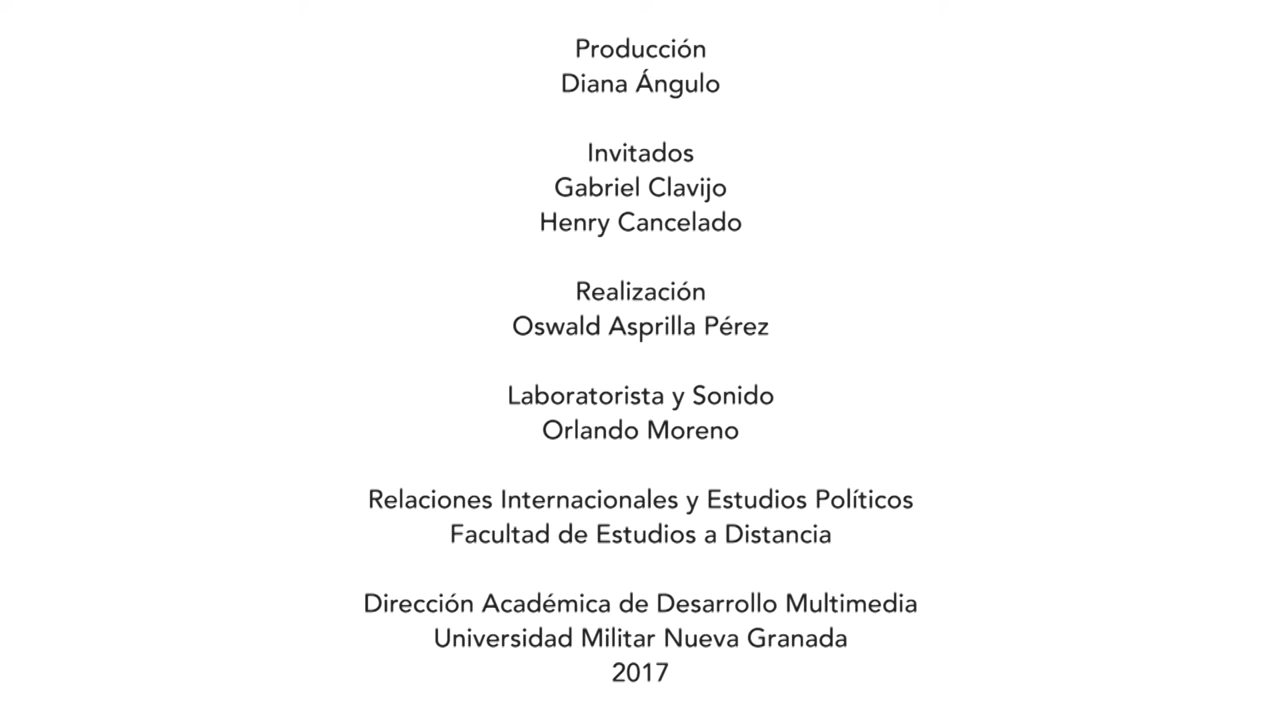 Producción
Diana Ángulo
Invitados
Gabriel Clavijo
Henry Cancelado
Realización
Oswald Asprilla Pérez
Laboratorista y Sonido
Orlando Moreno
Relaciones Internacionales y Estudios Políticos
Facultad de Estudios a Distancia
Dirección Académica de Desarrollo Multimedia
Universidad Militar Nueva Granada
2017